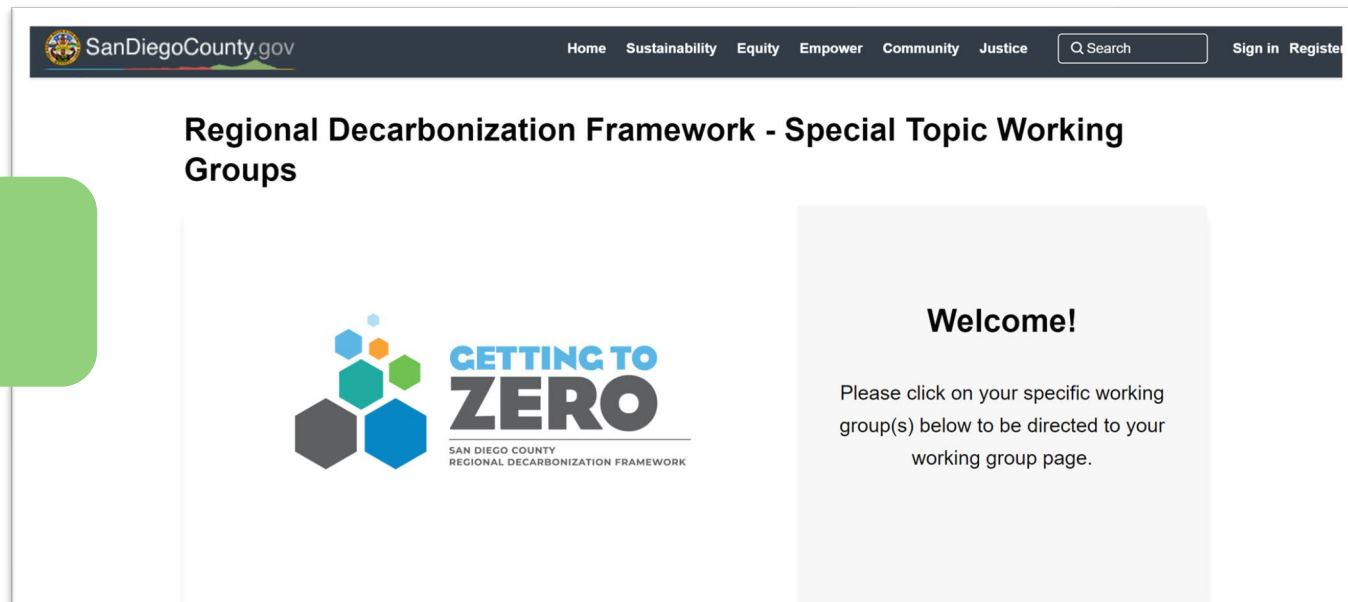 SanDiegoCounty.gov Home Sustainability Equity Empower Community Justice Search Sign in Register
Regional Decarbonization Framework - Special Topic Working
Groups
GETTING TO
ZERO
SAN DIEGO COUNTY
REGIONAL DECARBONIZATION FRAMEWORK
Welcome!
Please click on your specific working
group(s) below to be directed to your
working group page.